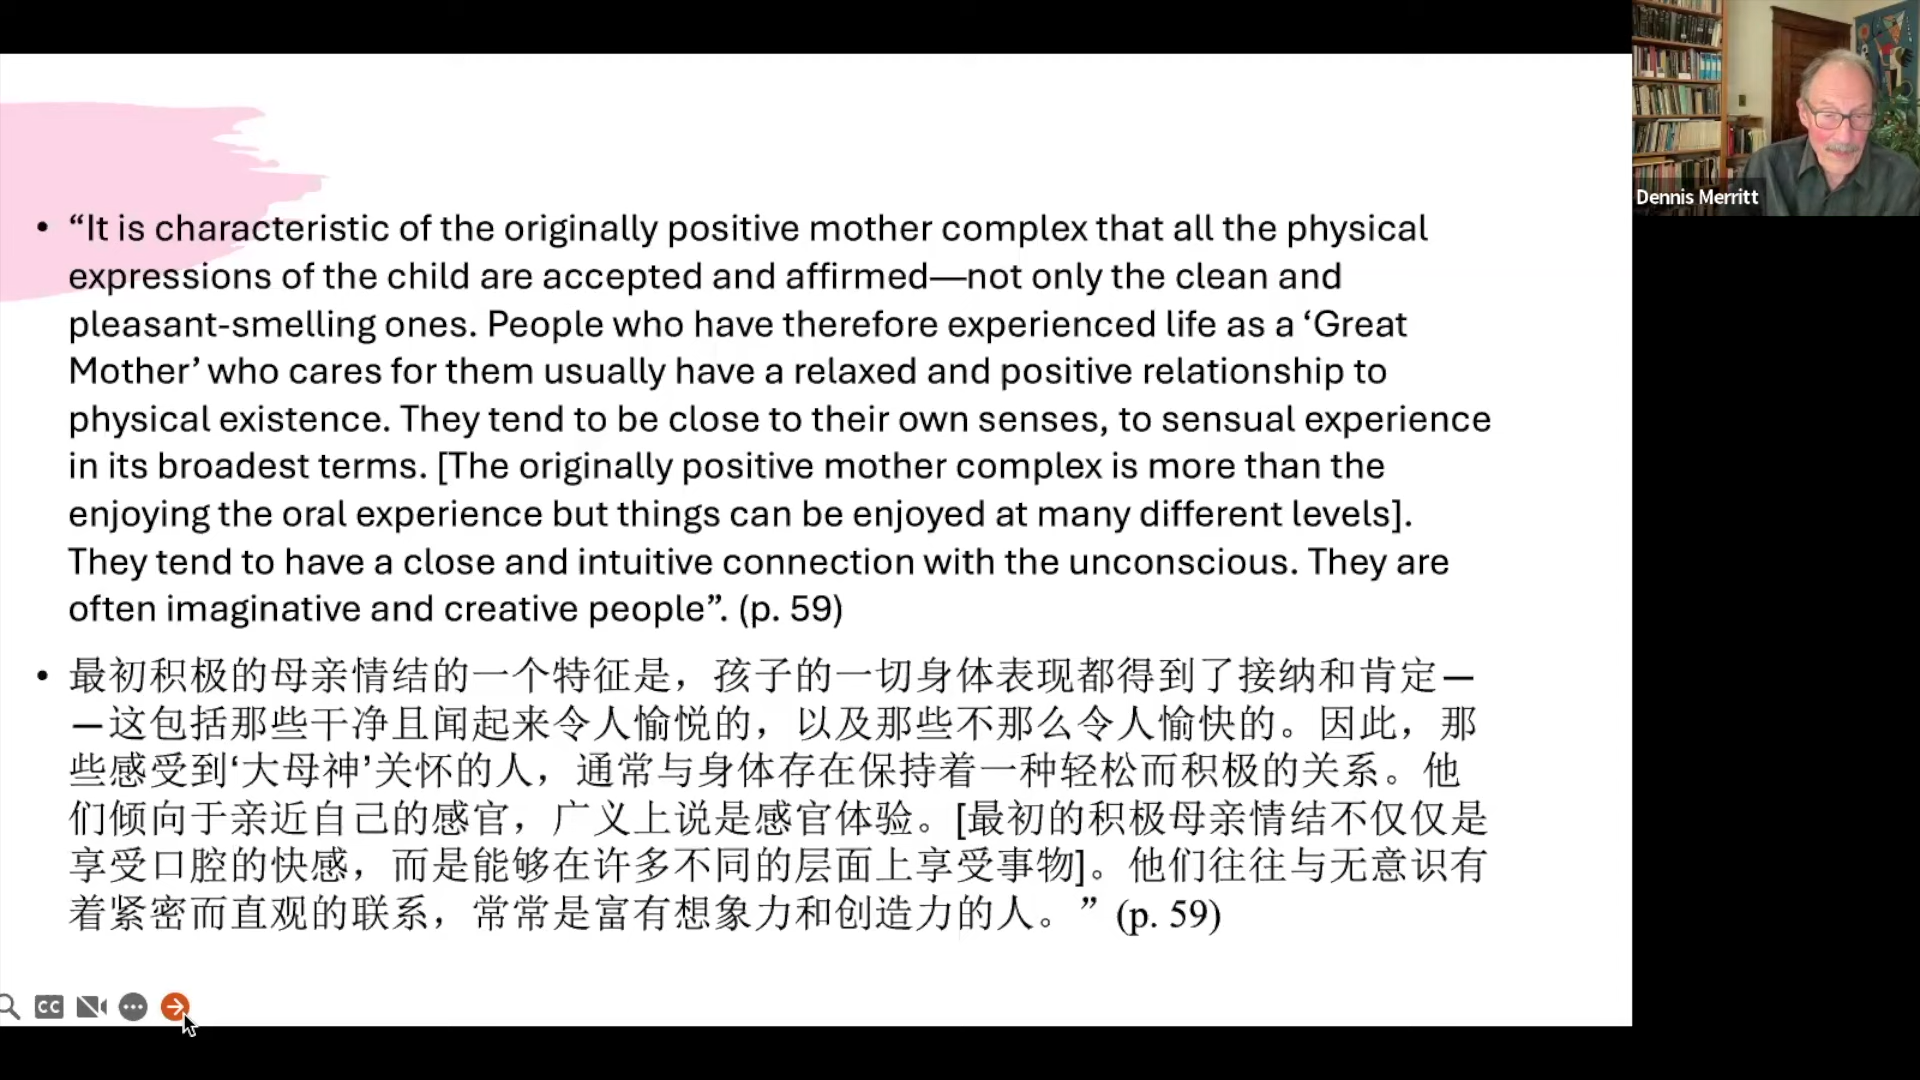 • “It is characteristic of the originally positive mother complex that all the physical
expressions of the child are accepted and affirmed—not only the clean and
pleasant-smelling ones. People who have therefore experienced life as a ‘Great
Mother’ who cares for them usually have a relaxed and positive relationship to
physical existence. They tend to be close to their own senses, to sensual experience
in its broadest terms. [The originally positive mother complex is more than the
enjoying the oral experience but things can be enjoyed at many different levels].
They tend to have a close and intuitive connection with the unconscious. They are
often imaginative and creative people”. (p. 59)
• 最初积极的母亲情结的一个特征是，孩子的一切身体表现都得到了接纳和肯定—
—这包括那些干净且闻起来令人愉悦的，以及那些不那么令人愉快的。因此，那
些感受到‘大母神’关怀的人，通常与身体存在保持着一种轻松而积极的关系。他
们倾向于亲近自己的感官，广义上说是感官体验。[最初的积极母亲情结不仅仅是
享受口腔的快感，而是能够在许多不同的层面上享受事物]。他们往往与无意识有
着紧密而直观的联系，常常是富有想象力和创造力的人。” (p. 59)
CC
Dennis Merritt